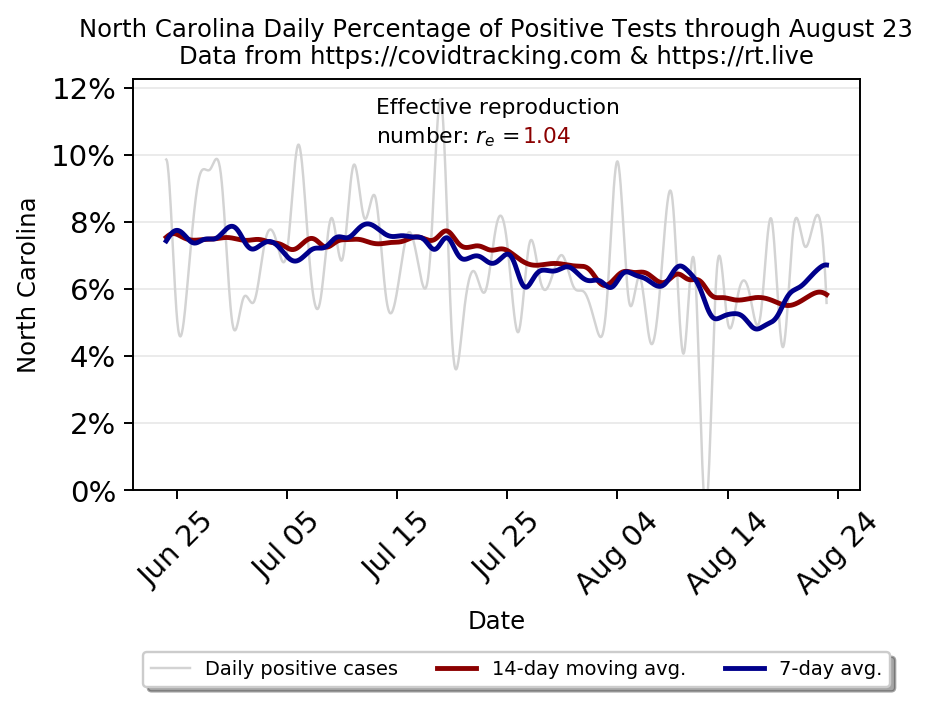 North Carolina Daily Percentage of Positive Tests through August 23
Data from https://covidtracking.com & https://rt.live
Effective reproduction
number: rₑ =1.04
12%
10%
8%
6%
4%
2%
0%
North Carolina
Jun 25
Jul 05
Jul 15
Jul 25
Aug 04
Aug 14
Aug 24
Date
Daily positive cases
14-day moving avg.
7-day avg.